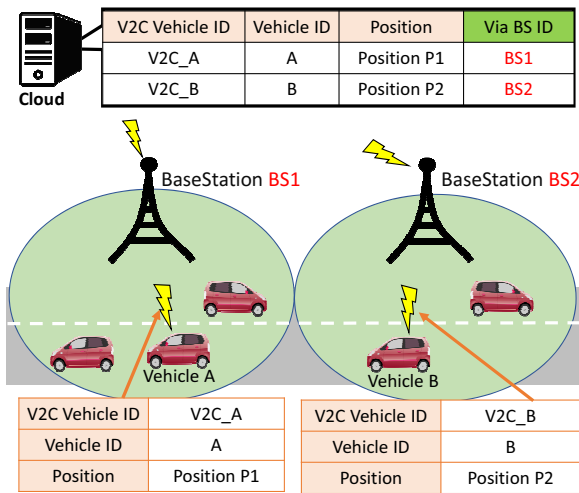 V2C Vehicle ID Vehicle ID Position Via BS ID
V2C_A A Position P1 BS1
V2C_B B Position P2 BS2
Cloud
BaseStation BS1 BaseStation BS2
Vehicle A Vehicle B
V2C Vehicle ID V2C_A
Vehicle ID A
Position Position P1
V2C Vehicle ID V2C_B
Vehicle ID B
Position Position P2